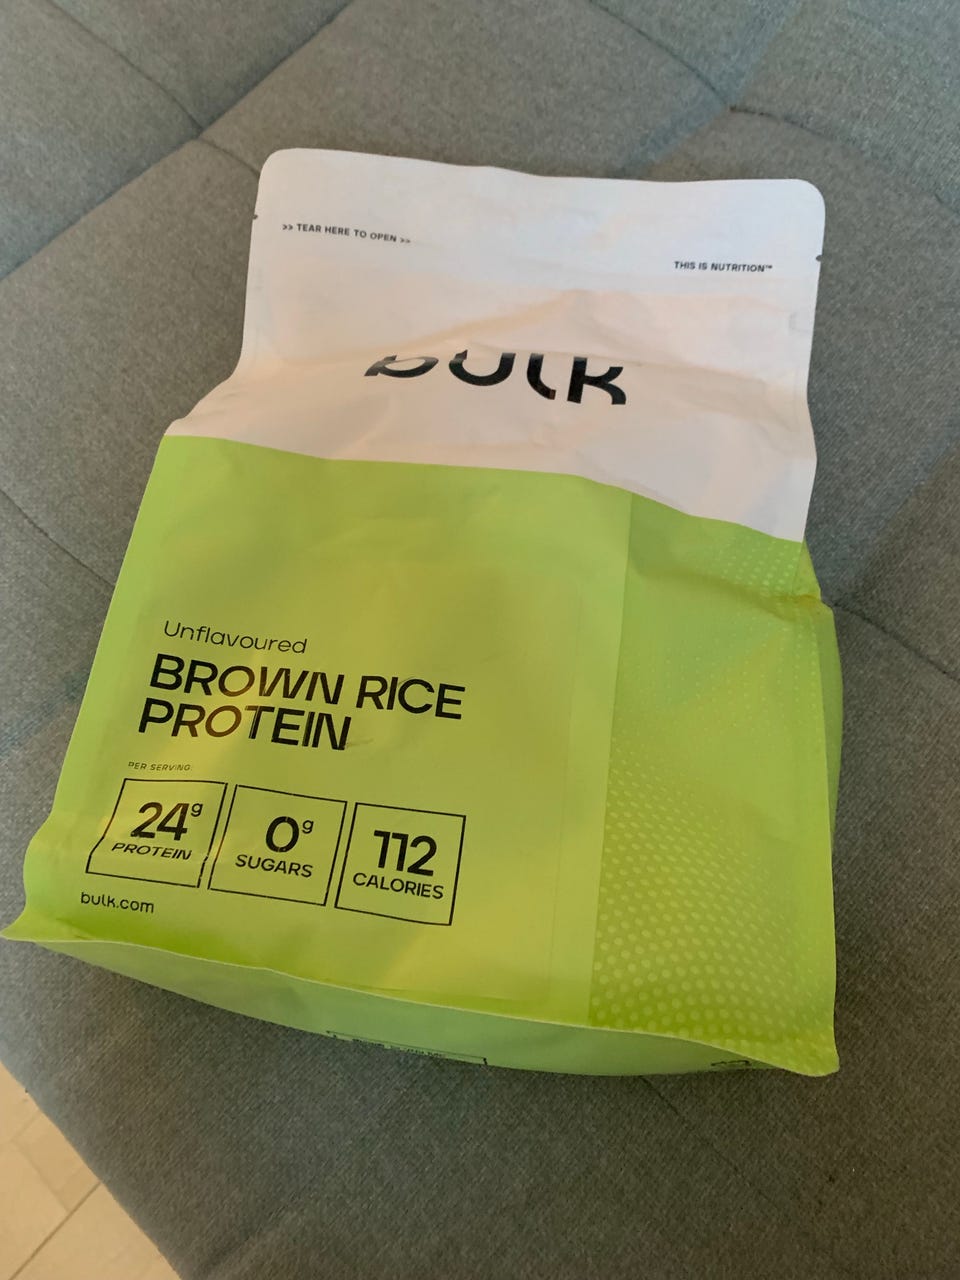 >> TEAR HERE TO OPEN >>
THIS IS NUTRITION™
bulk
Unflavoured
BROWN RICE
PROTEIN
PER SERVING:
24g
PROTEIN
0g
SUGARS
112
CALORIES
bulk.com